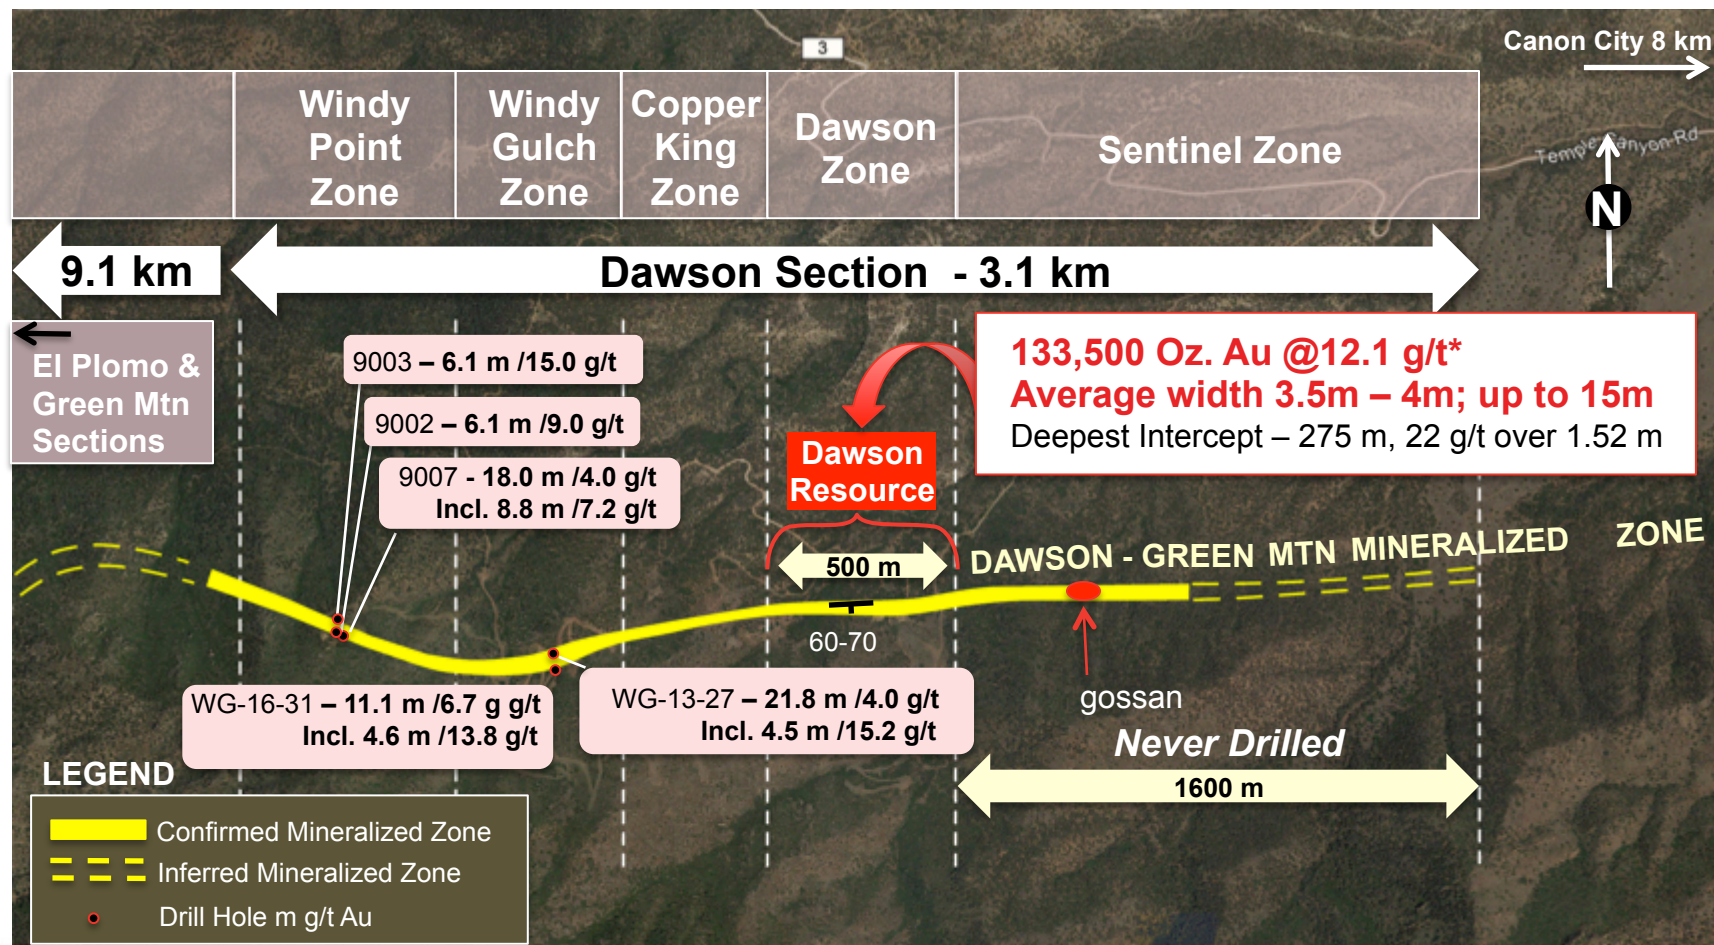 3
Canon City 8 km
Windy
Point
Zone
Windy
Gulch
Zone
Copper
King
Zone
Dawson
Zone
Sentinel Zone
Temple Canyon Rd
N
9.1 km
Dawson Section - 3.1 km
El Plomo &
Green Mtn
Sections
9003 – 6.1 m /15.0 g/t
9002 – 6.1 m /9.0 g/t
9007 - 18.0 m /4.0 g/t
Incl. 8.8 m /7.2 g/t
133,500 Oz. Au @12.1 g/t*
Average width 3.5m – 4m; up to 15m
Deepest Intercept – 275 m, 22 g/t over 1.52 m
Dawson
Resource
500 m
DAWSON - GREEN MTN MINERALIZED ZONE
60-70
gossan
WG-16-31 – 11.1 m /6.7 g g/t
Incl. 4.6 m /13.8 g/t
WG-13-27 – 21.8 m /4.0 g/t
Incl. 4.5 m /15.2 g/t
Never Drilled
1600 m
LEGEND
Confirmed Mineralized Zone
Inferred Mineralized Zone
Drill Hole m g/t Au